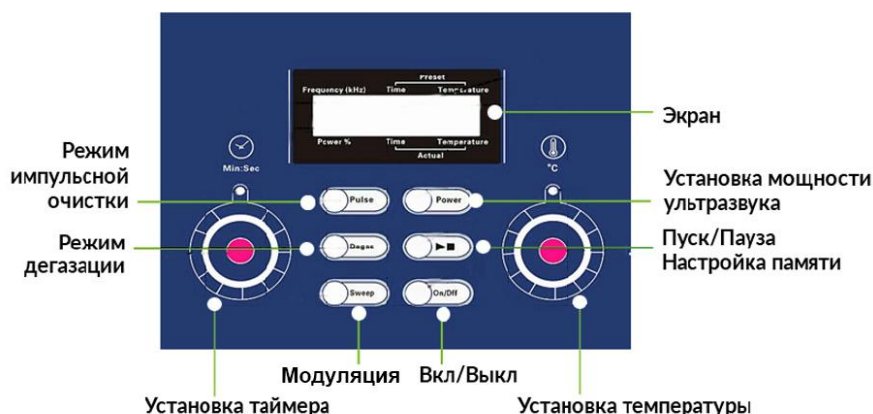 Preset
Frequency (kHz) Time Temperature
Экран
Power % Time Temperature
Actual
Min:Sec
°C
Режим
импульсной
очистки
Pulse
Power
Установка мощности
ультразвука
Режим
дегазации
Degas
Пуск/Пауза
Настройка памяти
Sweep
On/Off
Модуляция
Вкл/Выкл
Установка таймера
Установка температуры